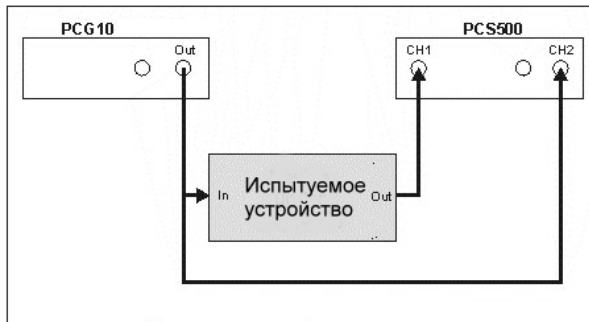 PCG10
PCS500
Out
CH1
CH2
In
Испытуемое
устройство
Out